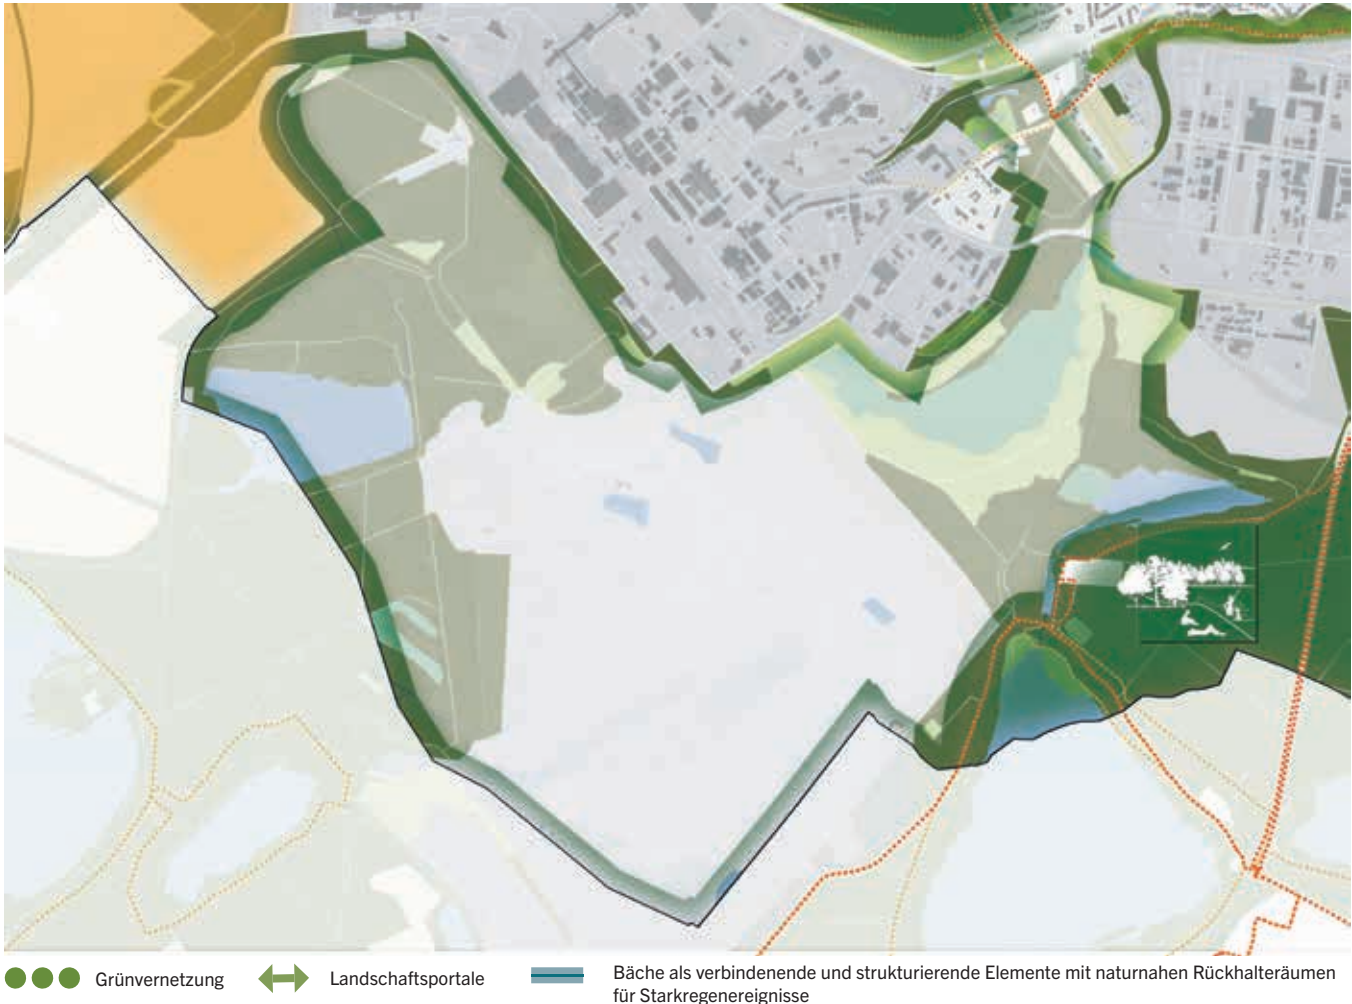 Grünvernetzung
Landschaftsportale
Bäche als verbindenende und strukturierende Elemente mit naturnahen Rückhalteräumen
für Starkregenereignisse